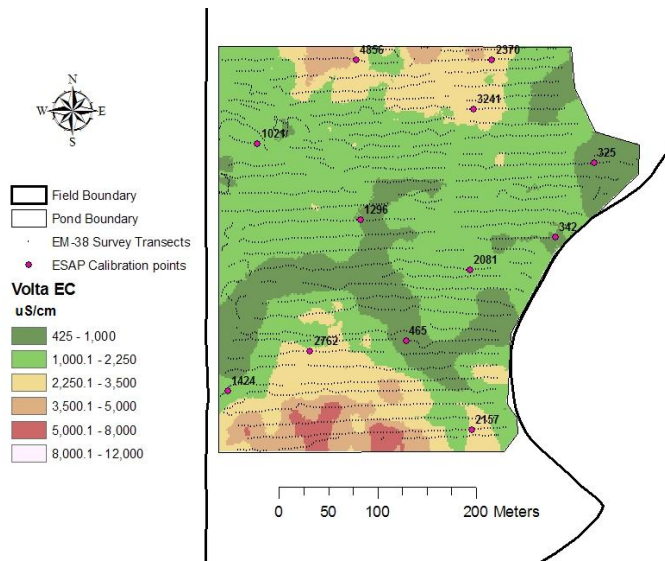 N
W E
S
Field Boundary
Pond Boundary
EM-38 Survey Transects
ESAP Calibration points
Volta EC
uS/cm
425 - 1,000
1,000.1 - 2,250
2,250.1 - 3,500
3,500.1 - 5,000
5,000.1 - 8,000
8,000.1 - 12,000
4856
2370
3241
1021
325
1296
342
2081
465
2762
1424
2157
0 50 100 200 Meters